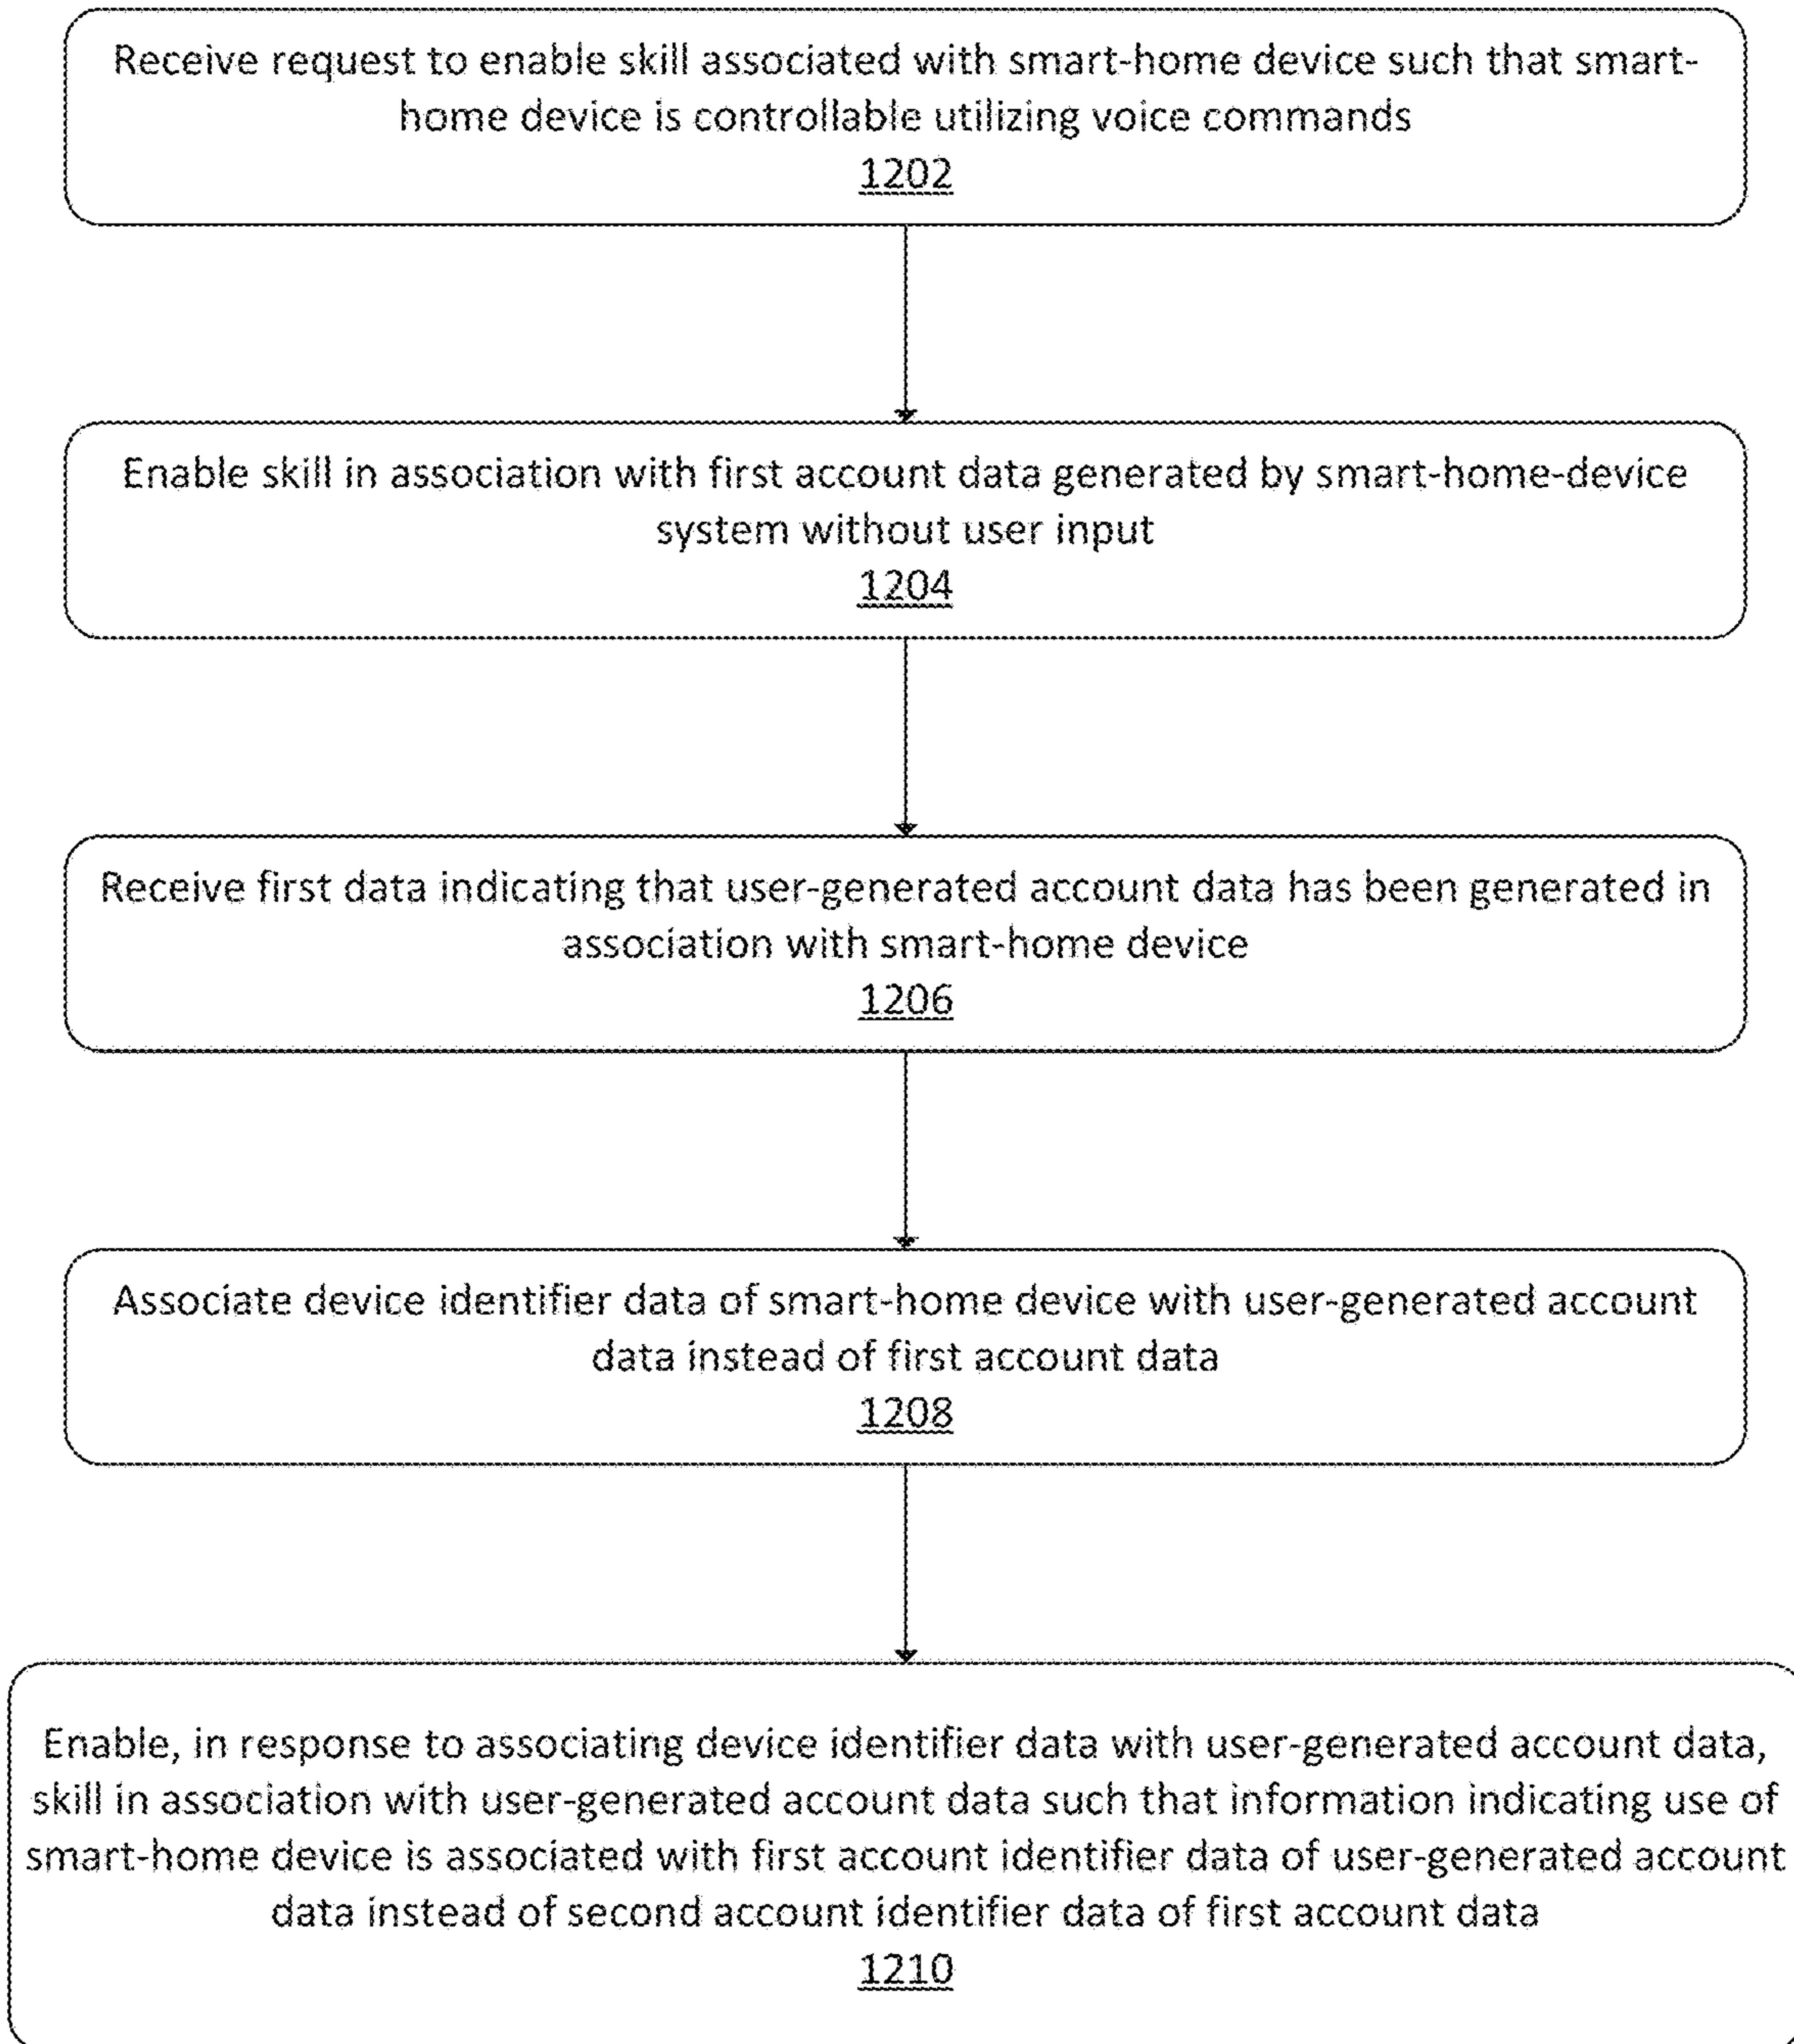 Receive request to enable skill associated with smart-home device such that smart-
home device is controllable utilizing voice commands
1202
Enable skill in association with first account data generated by smart-home-device
system without user input
1204
Receive first data indicating that user-generated account data has been generated in
association with smart-home device
1206
Associate device identifier data of smart-home device with user-generated account
data instead of first account data
1208
Enable, in response to associating device identifier data with user-generated account data,
skill in association with user-generated account data such that information indicating use of
smart-home device is associated with first account identifier data of user-generated account
data instead of second account identifier data of first account data
1210